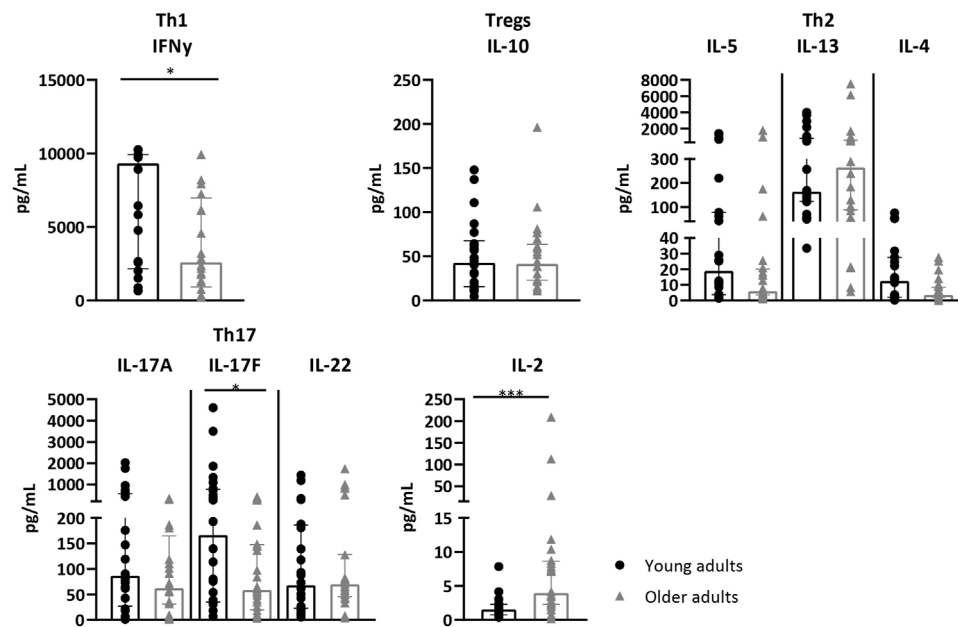 Th1
IFNy
*
15000
10000
5000
0
pg/mL
Tregs
IL-10
250
200
150
100
50
0
pg/mL
Th2
IL-5 IL-13 IL-4
8000
6000
4000
2000
300
200
100
40
30
20
10
0
pg/mL
Th17
IL-17A IL-17F IL-22
*
5000
4000
3000
2000
1000
200
150
100
50
0
pg/mL
IL-2
***
250
200
150
100
50
15
10
5
0
pg/mL
Young adults
Older adults